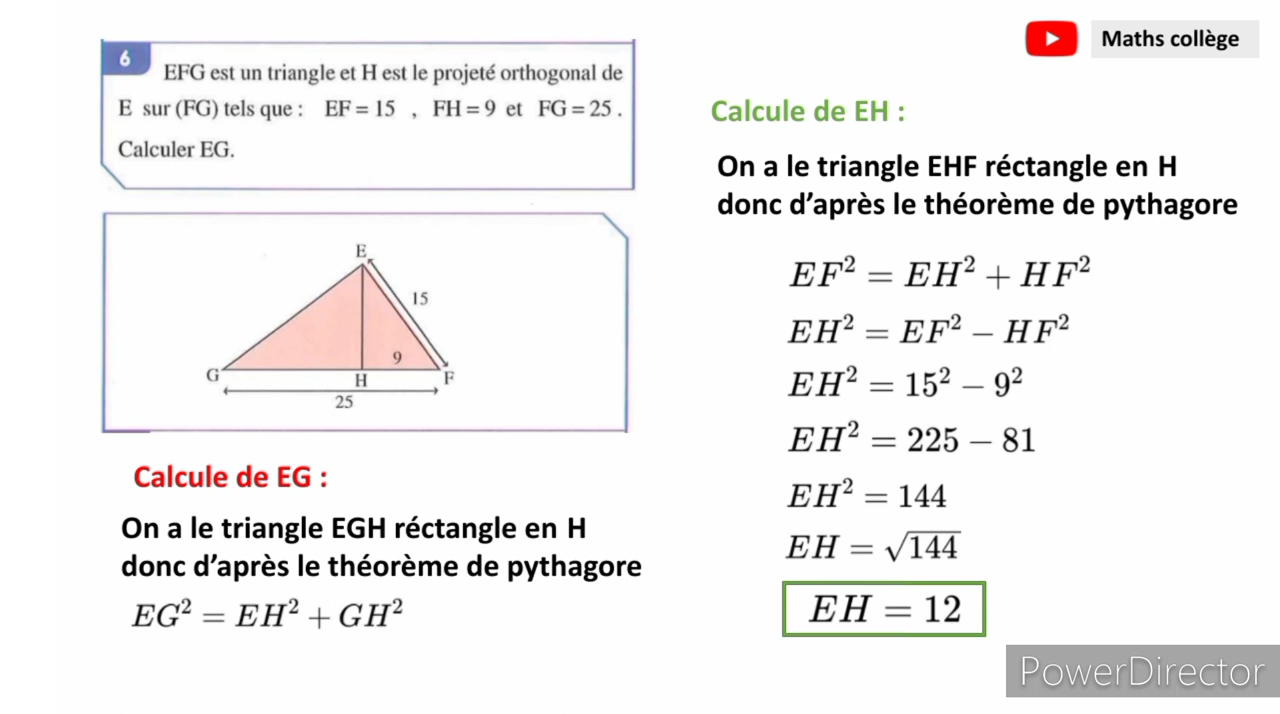 Maths collège
6
EFG est un triangle et H est le projeté orthogonal de
E sur (FG) tels que : EF = 15 , FH = 9 et FG = 25 .
Calculer EG.
E
15
9
G
H
F
25
Calcule de EG :
On a le triangle EGH réctangle en H
donc d’après le théorème de pythagore
EG² = EH² + GH²
Calcule de EH :
On a le triangle EHF réctangle en H
donc d’après le théorème de pythagore
EF² = EH² + HF²
EH² = EF² − HF²
EH² = 15² − 9²
EH² = 225 − 81
EH² = 144
EH = √144
EH = 12
PowerDirector